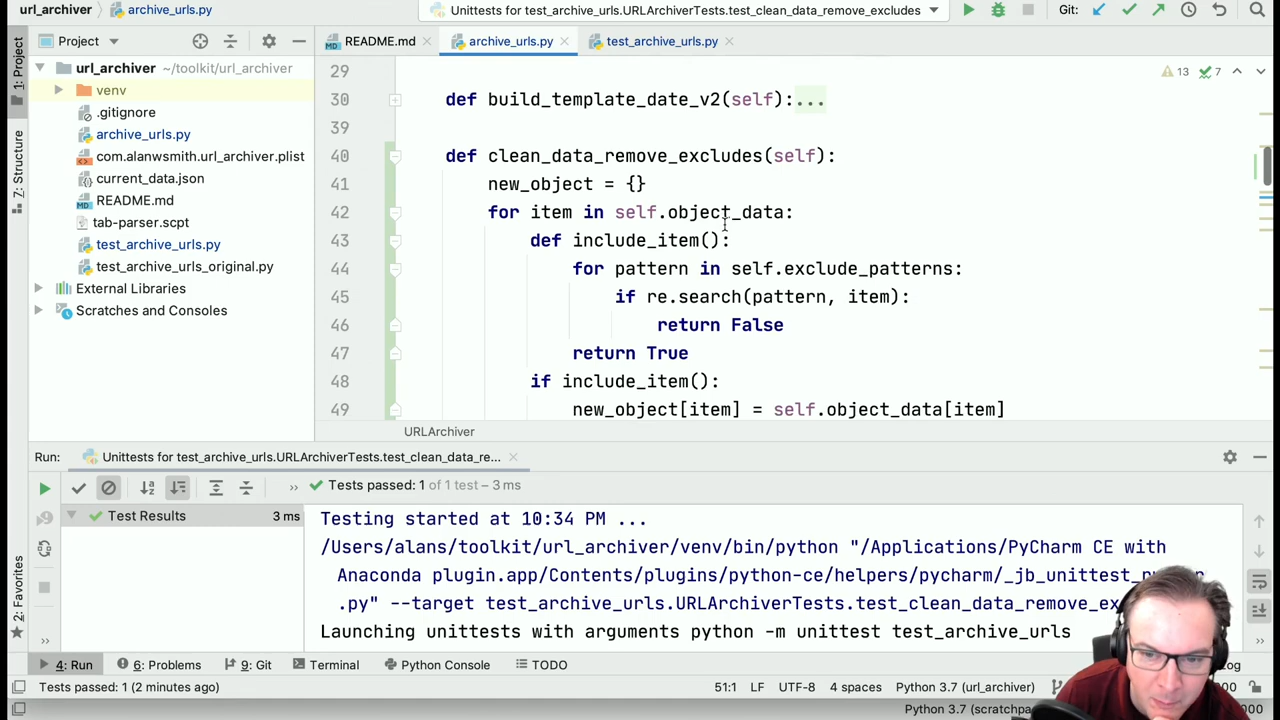 url_archiver
archive_urls.py
Unittests for test_archive_urls.URLArchiverTests.test_clean_data_remove_excludes
Git:
1: Project
7: Structure
2: Favorites
Project
url_archiver ~/toolkit/url_archiver
venv
.gitignore
archive_urls.py
com.alanwsmith.url_archiver.plist
current_data.json
README.md
tab-parser.scpt
test_archive_urls.py
test_archive_urls_original.py
External Libraries
Scratches and Consoles
README.md
archive_urls.py
test_archive_urls.py
13
7
29
30 def build_template_date_v2(self):...
39
40 def clean_data_remove_excludes(self):
41 new_object = {}
42 for item in self.object_data:
43 def include_item():
44 for pattern in self.exclude_patterns:
45 if re.search(pattern, item):
46 return False
47 return True
48 if include_item():
49 new_object[item] = self.object_data[item]
URLArchiver
Run:
Unittests for test_archive_urls.URLArchiverTests.test_clean_data_re...
Tests passed: 1 of 1 test – 3 ms
Test Results 3 ms
Testing started at 10:34 PM ...
/Users/alans/toolkit/url_archiver/venv/bin/python "/Applications/PyCharm CE with
Anaconda plugin.app/Contents/plugins/python-ce/helpers/pycharm/_jb_unittest_
.py" --target test_archive_urls.URLArchiverTests.test_clean_data_remove_ex
Launching unittests with arguments python -m unittest test_archive_urls
4: Run
6: Problems
9: Git
Terminal
Python Console
TODO
Tests passed: 1 (2 minutes ago)
51:1 LF UTF-8 4 spaces Python 3.7 (url_archiver)
Python 3.7 (scratchpa